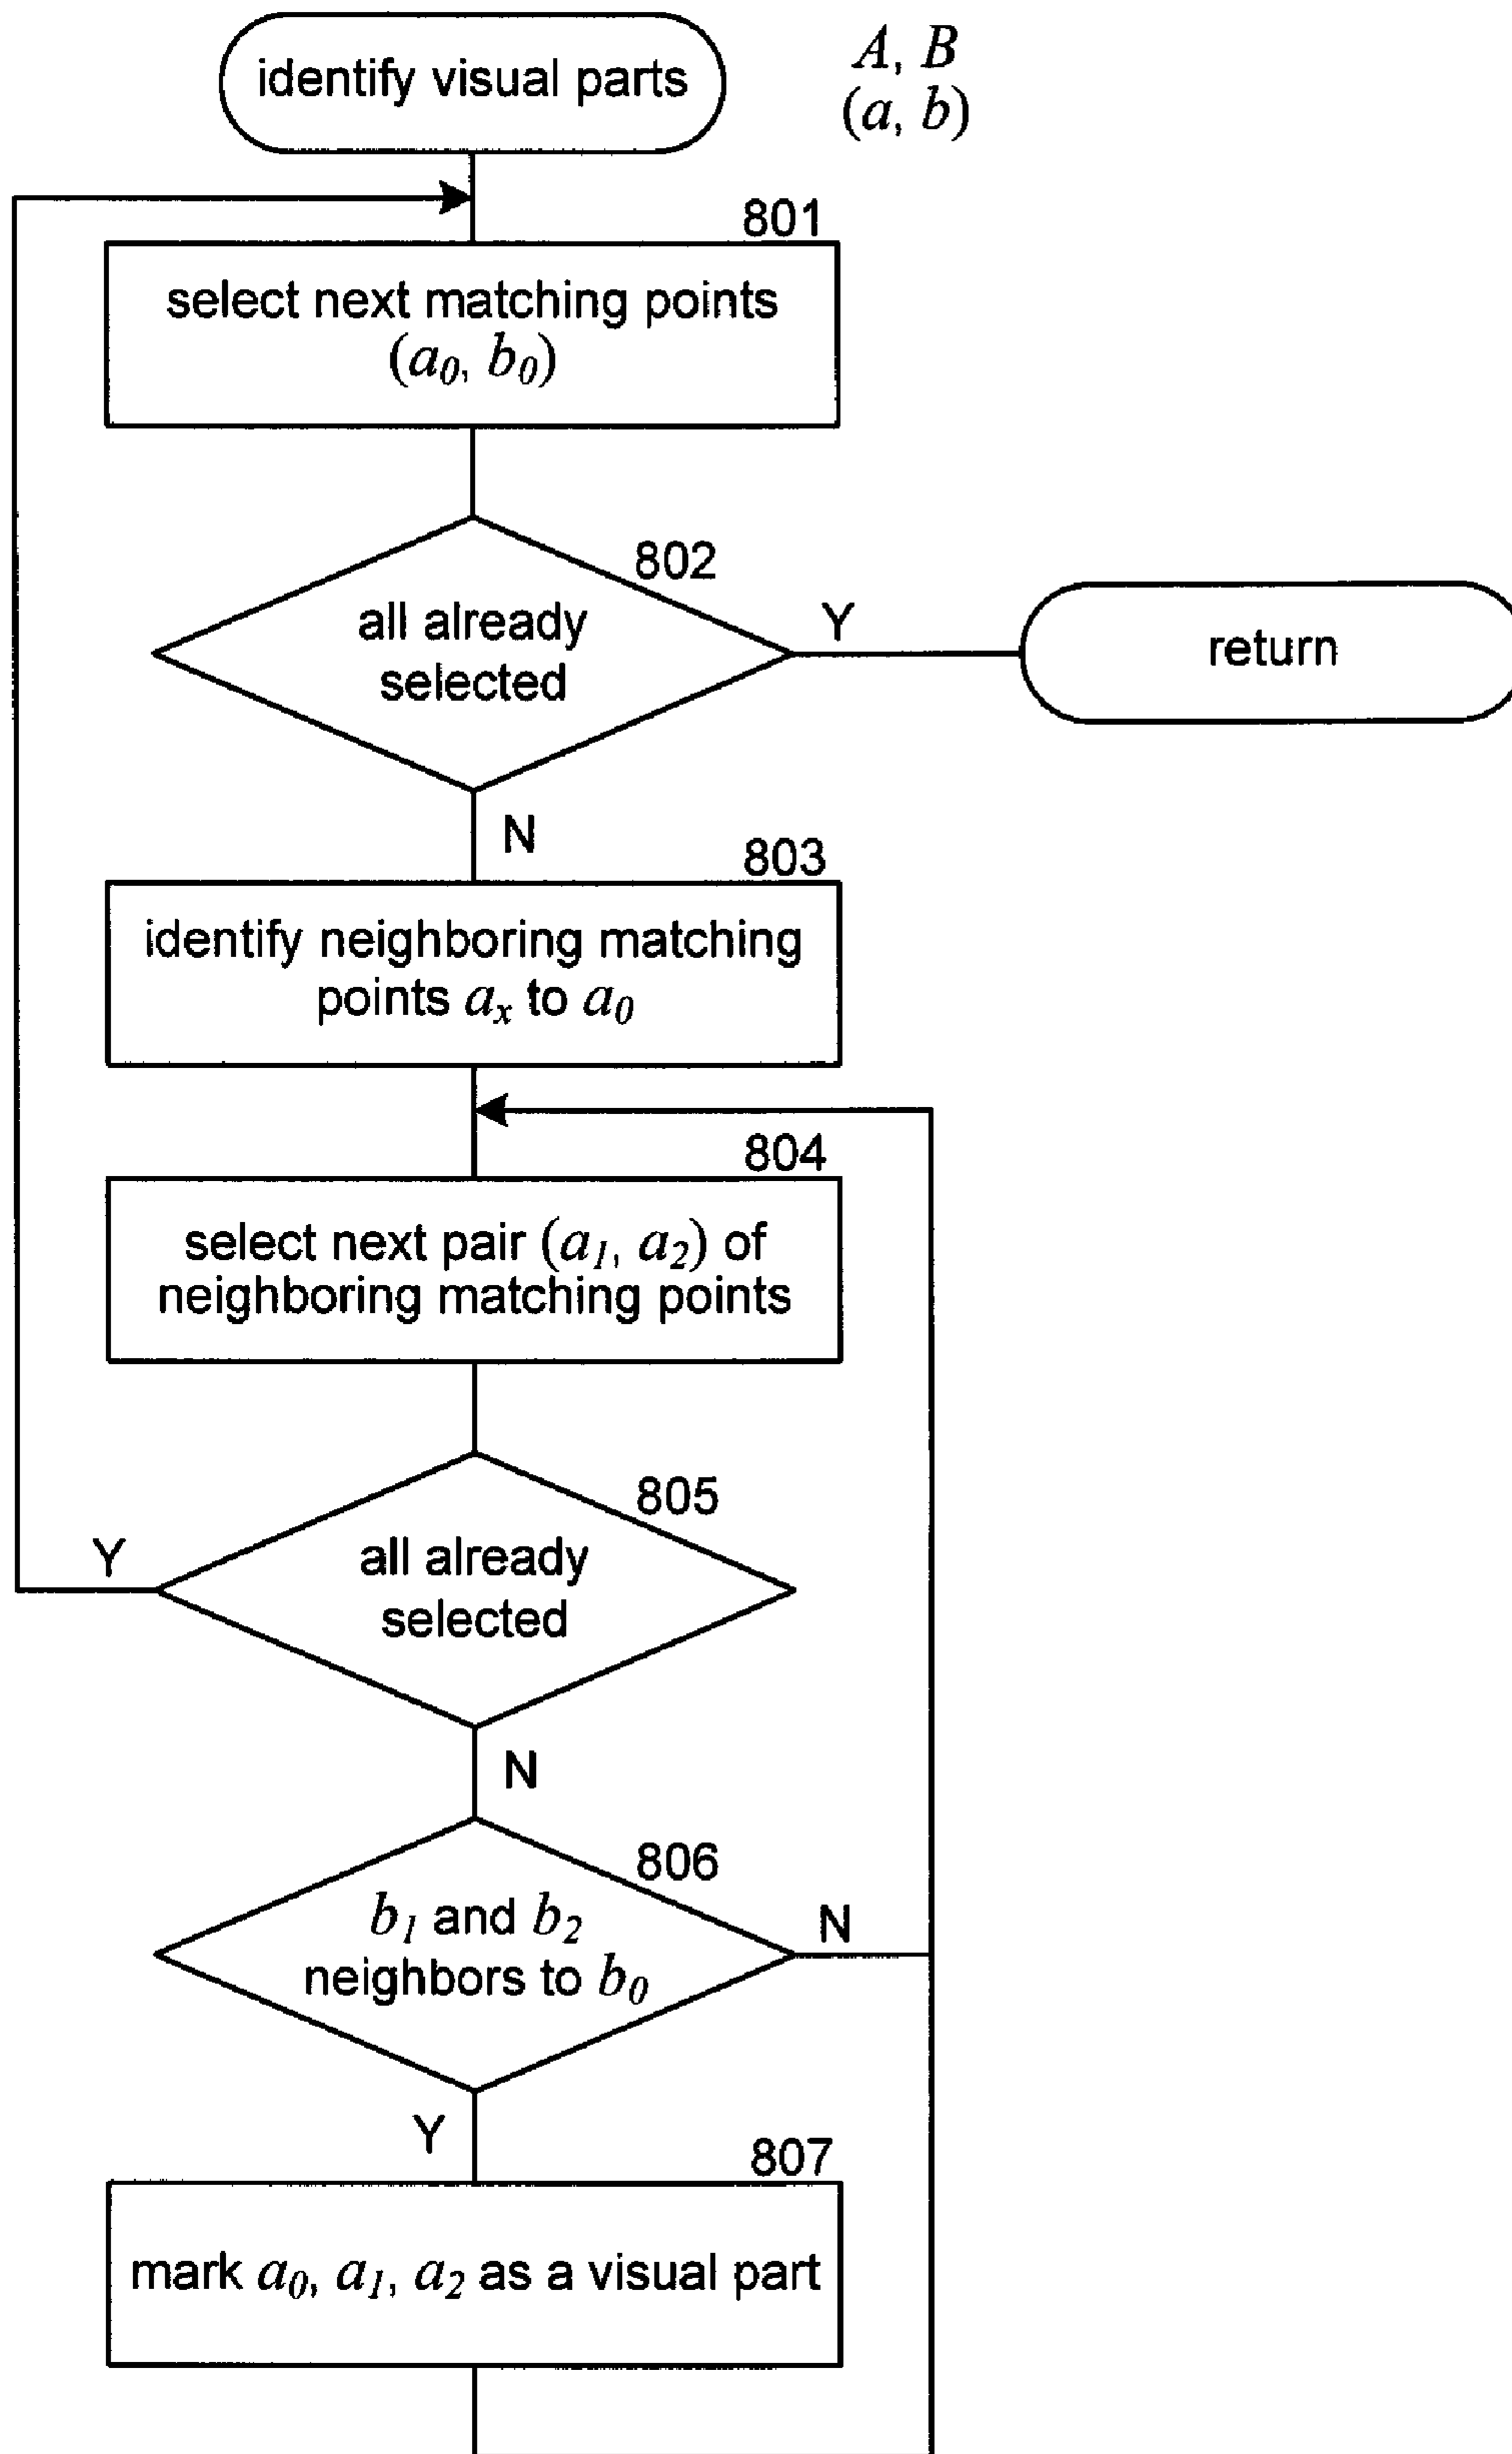 identify visual parts
A, B
(a, b)
801
select next matching points
(a₀, b₀)
802
all already
selected
Y
return
N
803
identify neighboring matching
points aₓ to a₀
804
select next pair (a₁, a₂) of
neighboring matching points
805
Y
all already
selected
N
806
b₁ and b₂
neighbors to b₀
N
Y
807
mark a₀, a₁, a₂ as a visual part